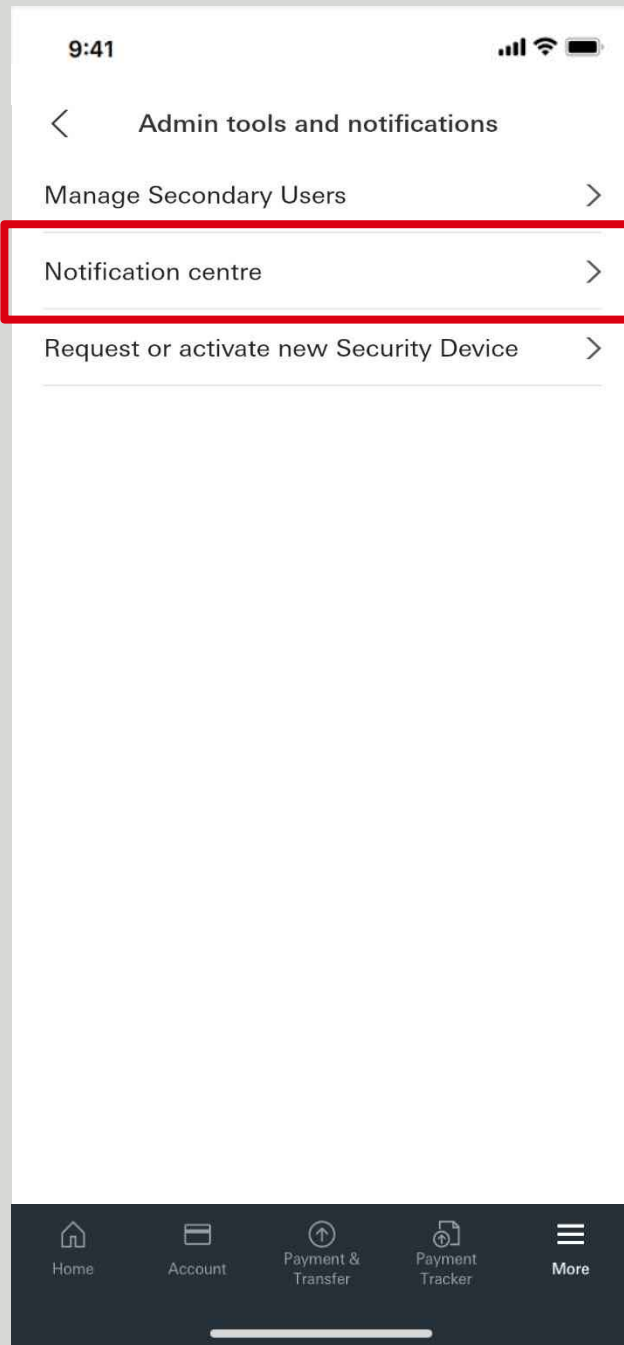 9:41
Admin tools and notifications
Manage Secondary Users
Notification centre
Request or activate new Security Device
Home
Account
Payment &
Transfer
Payment
Tracker
More